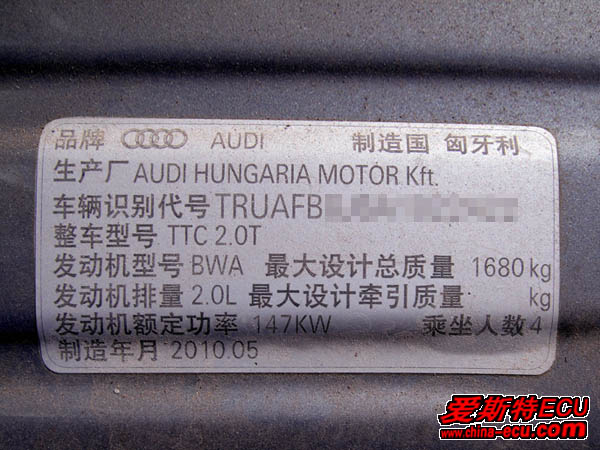 品牌 AUDI 制造国 匈牙利
生产厂 AUDI HUNGARIA MOTOR Kft.
车辆识别代号 TRUAFB
整车型号 TTC 2.0T
发动机型号 BWA 最大设计总质量 1680 kg
发动机排量 2.0L 最大设计牵引质量 kg
发动机额定功率 147KW 乘坐人数 4
制造年月 2010.05
爱斯特ECU
www.china-ecu.com